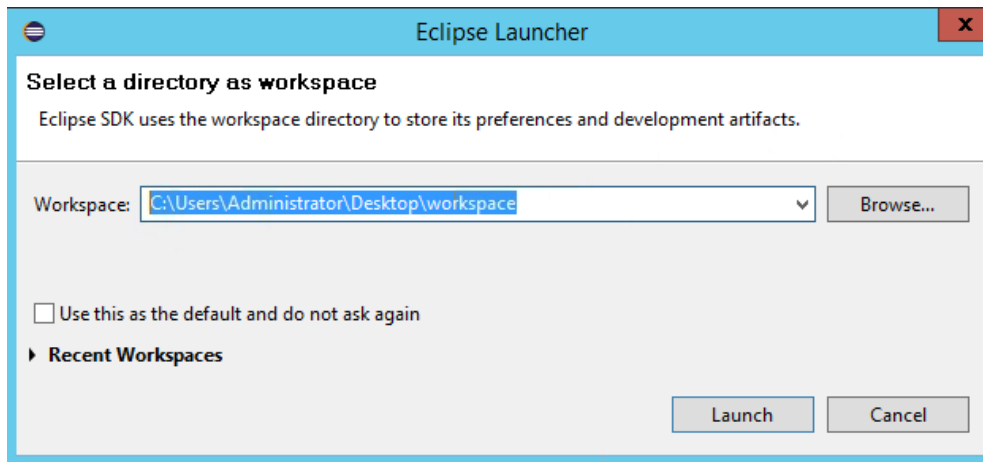 Eclipse Launcher
x
Select a directory as workspace
Eclipse SDK uses the workspace directory to store its preferences and development artifacts.
Workspace: C:\Users\Administrator\Desktop\workspace Browse...
Use this as the default and do not ask again
Recent Workspaces
Launch Cancel